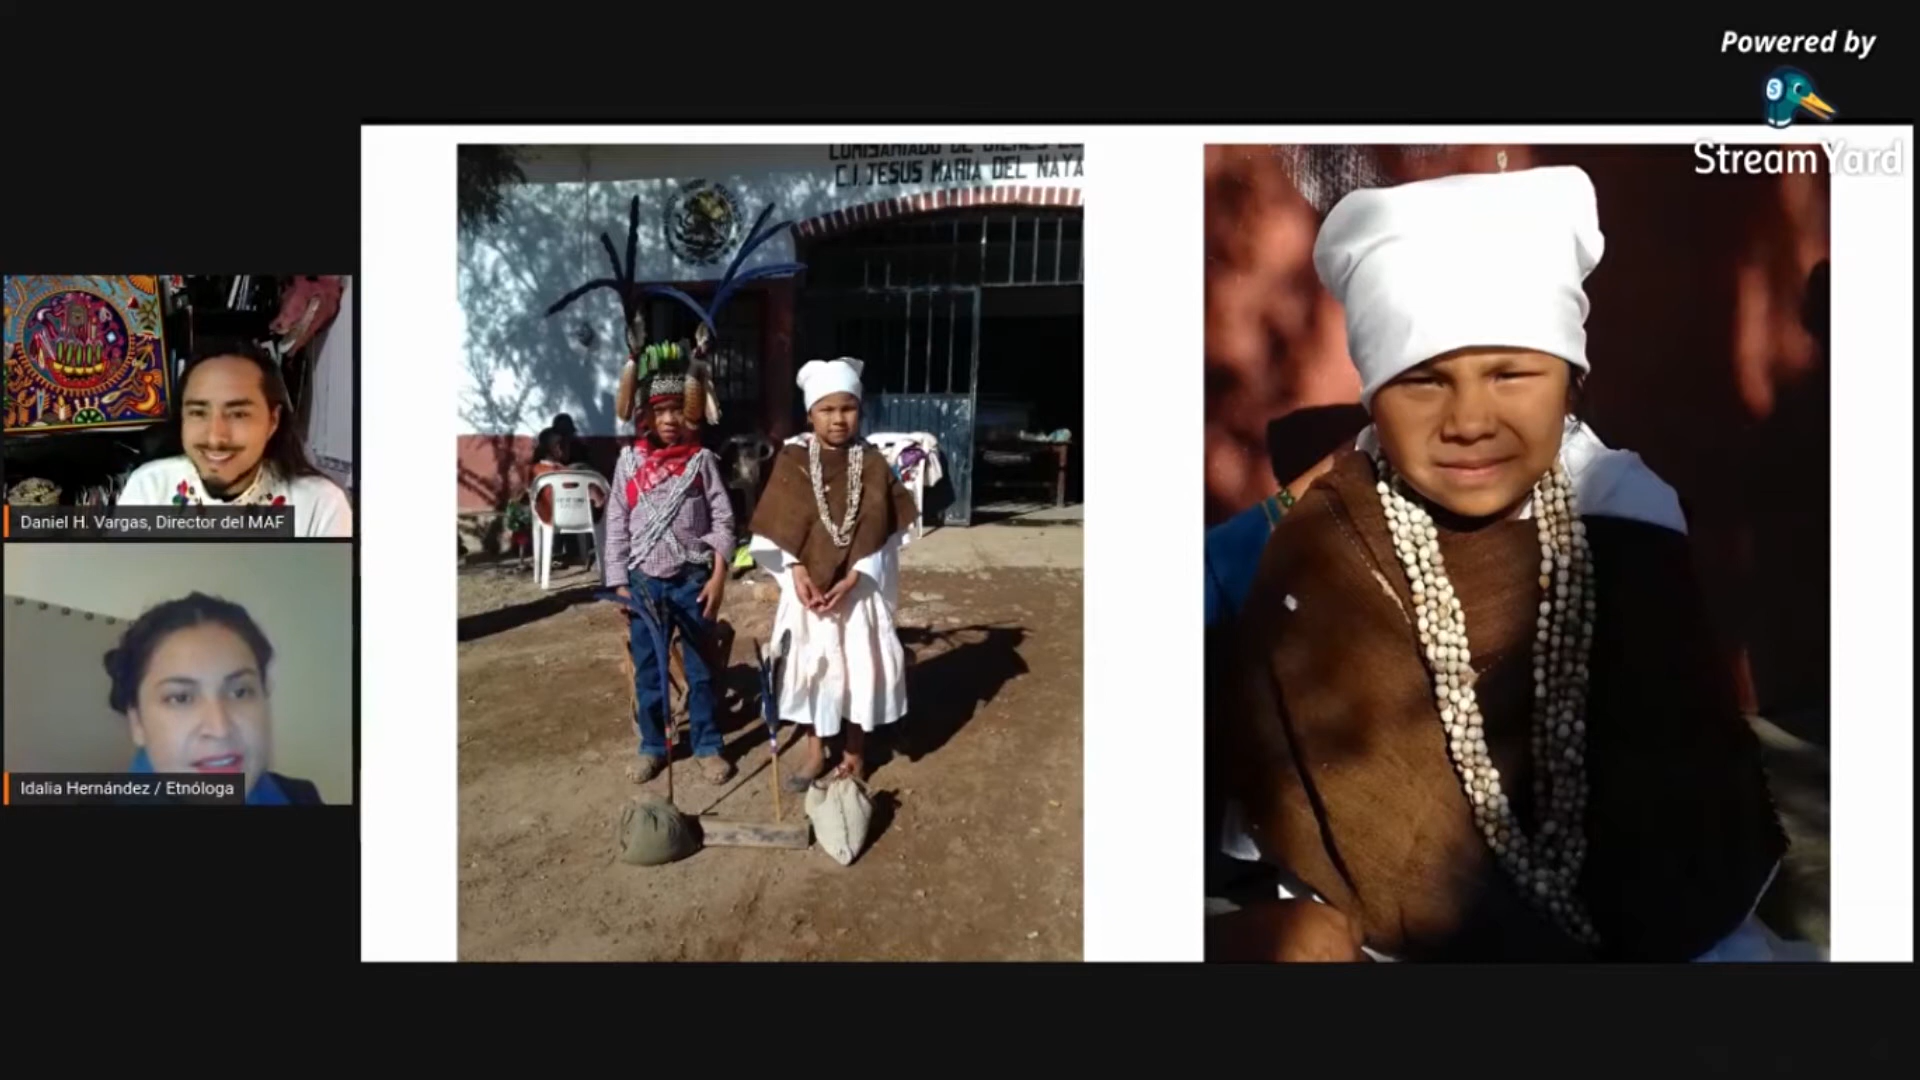 Powered by
StreamYard
C.I. JESUS MARIA DEL NAYA
Daniel H. Vargas, Director del MAF
Idalia Hernández / Etnóloga